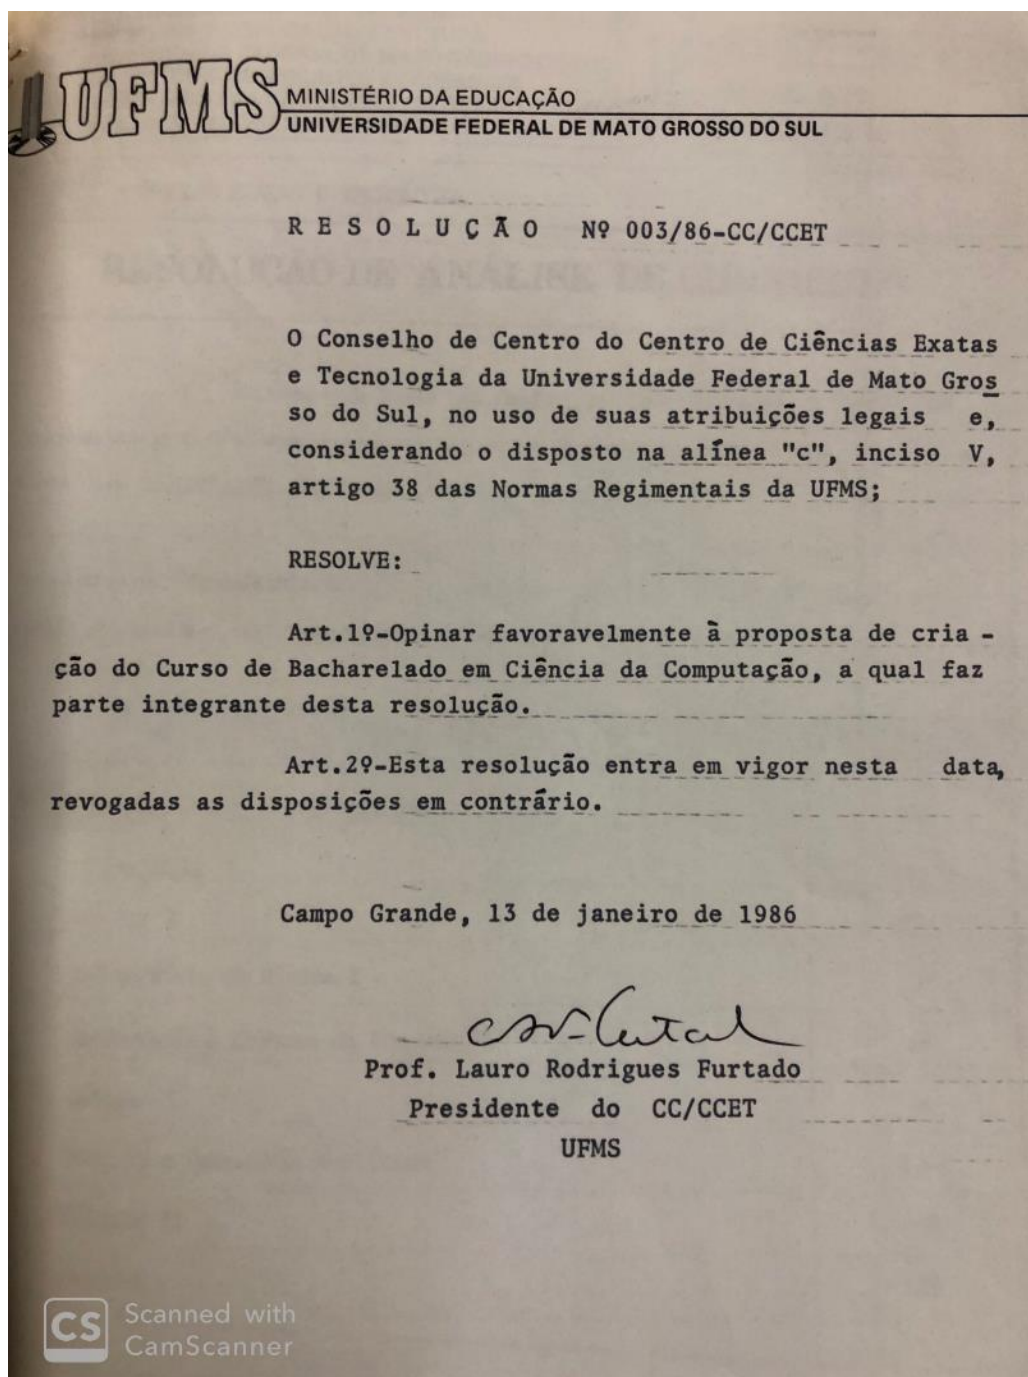 UFMS
MINISTÉRIO DA EDUCAÇÃO
UNIVERSIDADE FEDERAL DE MATO GROSSO DO SUL
R E S O L U Ç Ã O Nº 003/86-CC/CCET
O Conselho de Centro do Centro de Ciências Exatas
e Tecnologia da Universidade Federal de Mato Gros
so do Sul, no uso de suas atribuições legais e,
considerando o disposto na alínea "c", inciso V,
artigo 38 das Normas Regimentais da UFMS;
RESOLVE:
Art.1º-Opinar favoravelmente à proposta de cria -
ção do Curso de Bacharelado em Ciência da Computação, a qual faz
parte integrante desta resolução.
Art.2º-Esta resolução entra em vigor nesta data,
revogadas as disposições em contrário.
Campo Grande, 13 de janeiro de 1986
Prof. Lauro Rodrigues Furtado
Presidente do CC/CCET
UFMS
CS Scanned with
CamScanner